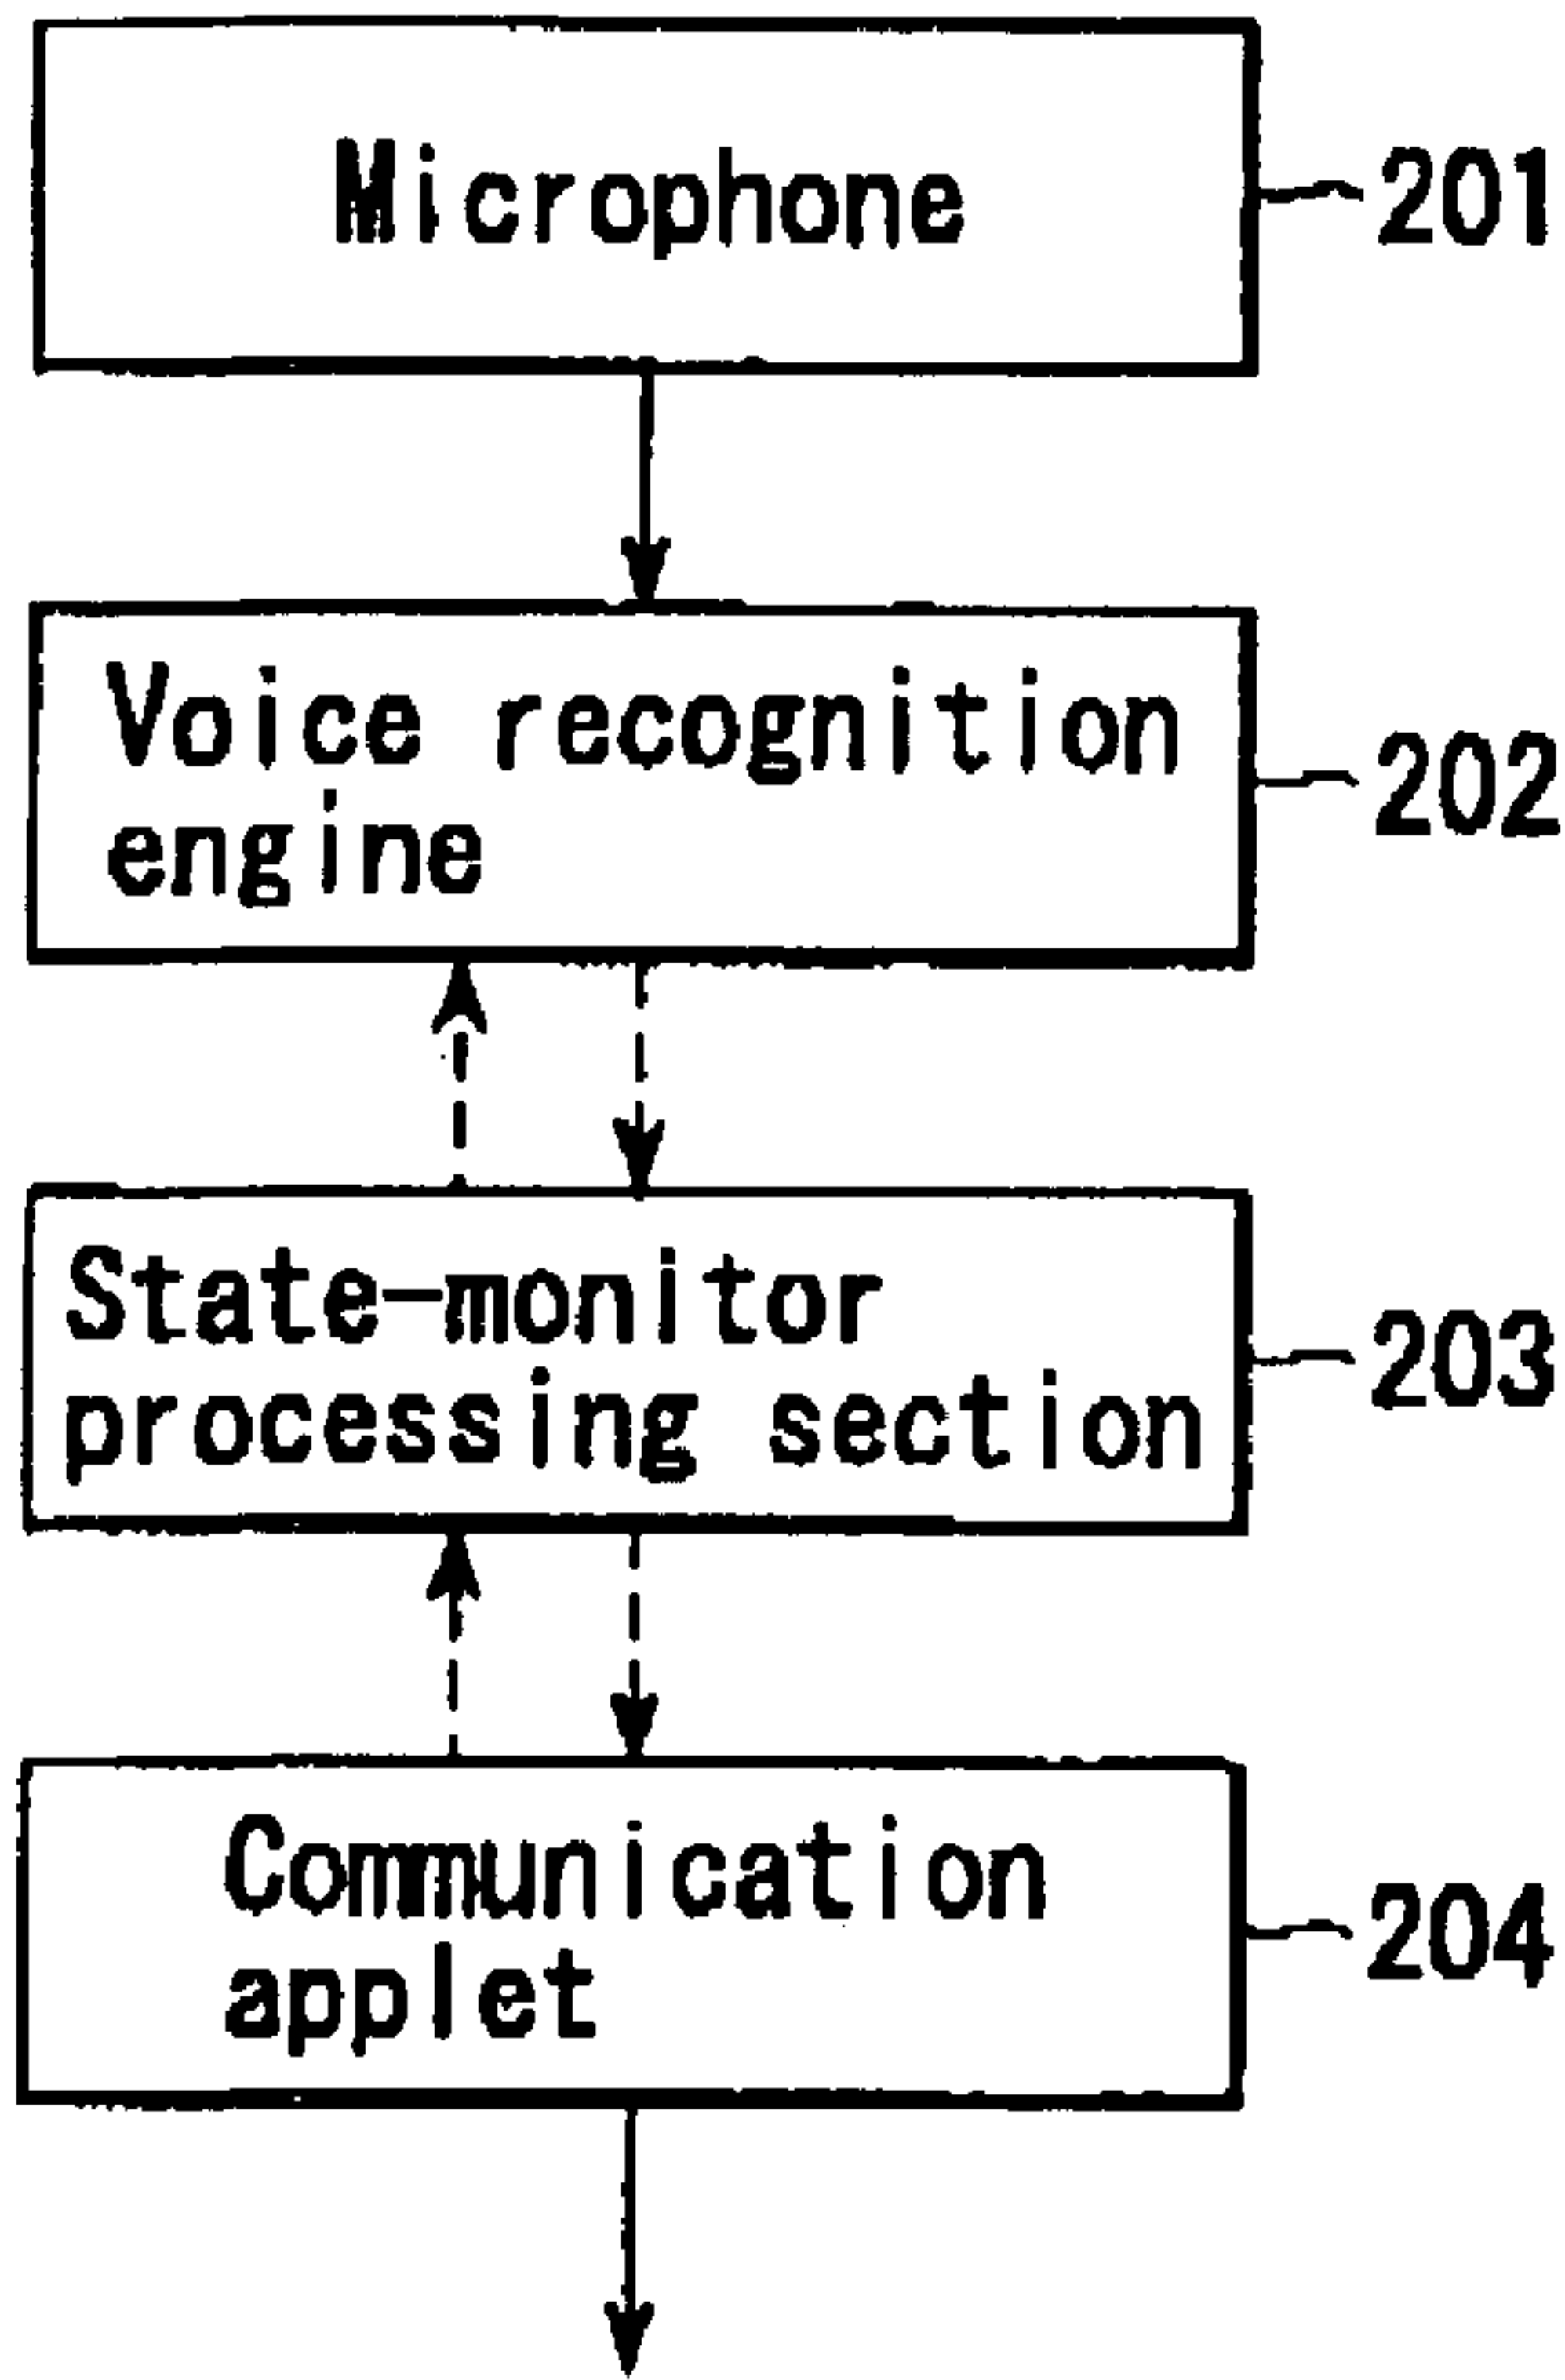 Microphone
201
Voice recognition
engine
202
State-monitor
processing section
203
Communication
applet
204